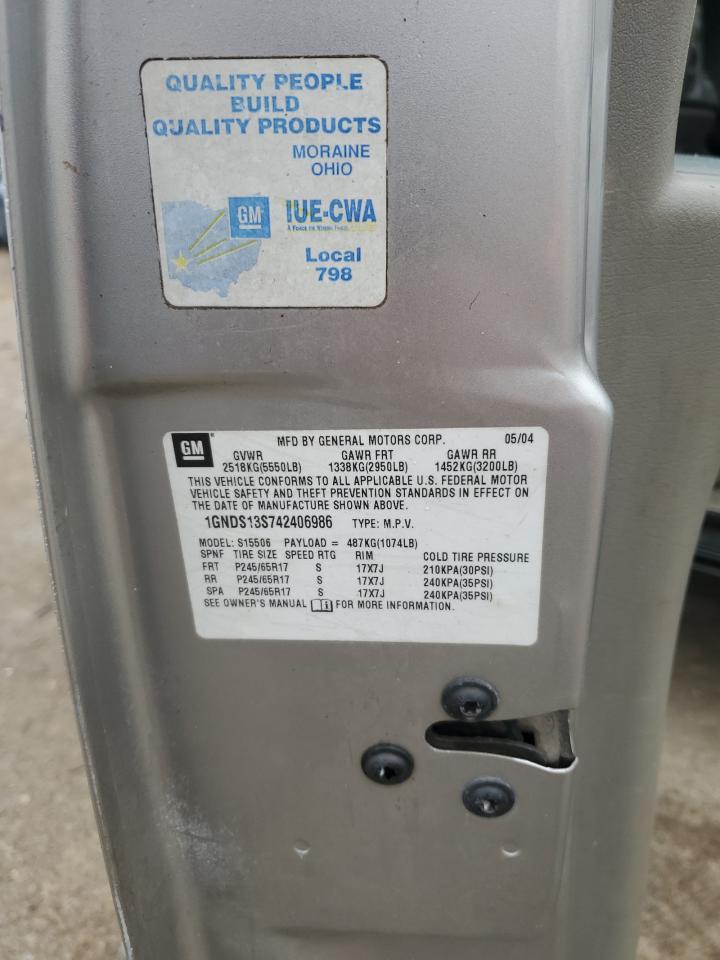 QUALITY PEOPLE
BUILD
QUALITY PRODUCTS
MORAINE
OHIO
GM IUE-CWA
Local
798
GM MFD BY GENERAL MOTORS CORP. 05/04
GVWR GAWR FRT GAWR RR
2518KG(5550LB) 1338KG(2950LB) 1452KG(3200LB)
THIS VEHICLE CONFORMS TO ALL APPLICABLE U.S. FEDERAL MOTOR
VEHICLE SAFETY AND THEFT PREVENTION STANDARDS IN EFFECT ON
THE DATE OF MANUFACTURE SHOWN ABOVE.
1GNDS13S742406986 TYPE: M.P.V.
MODEL: S15506 PAYLOAD = 487KG(1074LB)
SPNF TIRE SIZE SPEED RTG RIM COLD TIRE PRESSURE
FRT P245/65R17 S 17X7J 210KPA(30PSI)
RR P245/65R17 S 17X7J 240KPA(35PSI)
SPA P245/65R17 S 17X7J 240KPA(35PSI)
SEE OWNER'S MANUAL FOR MORE INFORMATION.